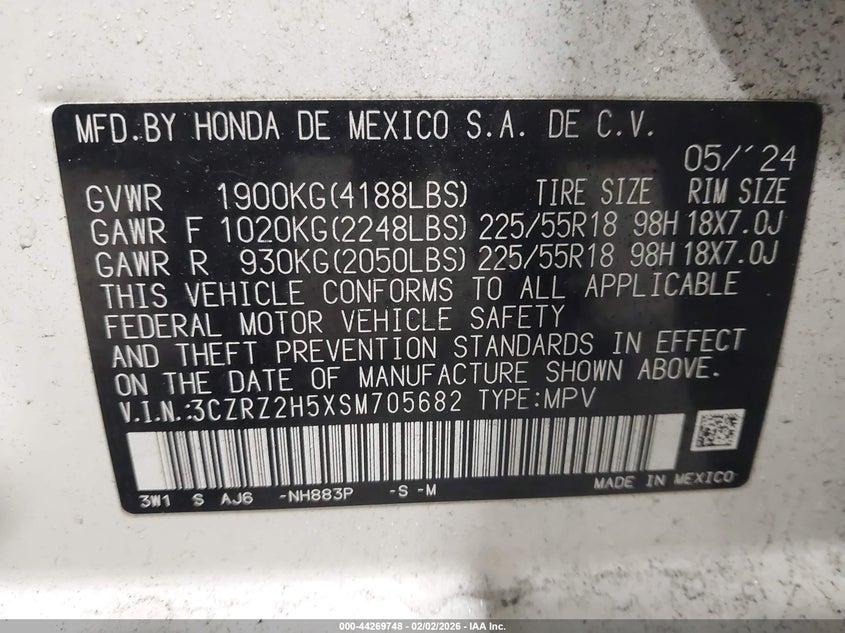 MFD.BY HONDA DE MEXICO S.A. DE C.V.
05/´24
GVWR 1900KG(4188LBS) TIRE SIZE RIM SIZE
GAWR F 1020KG(2248LBS) 225/55R18 98H 18X7.0J
GAWR R 930KG(2050LBS) 225/55R18 98H 18X7.0J
THIS VEHICLE CONFORMS TO ALL APPLICABLE
FEDERAL MOTOR VEHICLE SAFETY
AND THEFT PREVENTION STANDARDS IN EFFECT
ON THE DATE OF MANUFACTURE SHOWN ABOVE.
V.I.N.:3CZRZ2H5XSM705682 TYPE:MPV
3W1 S AJ6 -NH883P -S -M MADE IN MEXICO
000-44269748 - 02/02/2026 - IAA Inc.